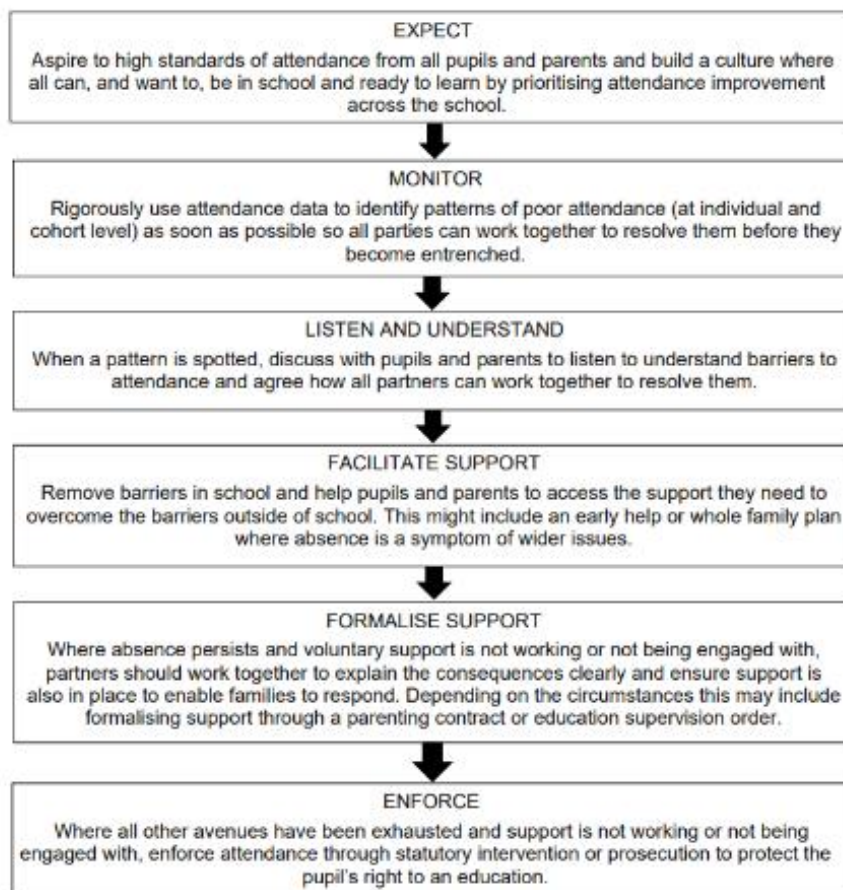 EXPECT
Aspire to high standards of attendance from all pupils and parents and build a culture where
all can, and want to, be in school and ready to learn by prioritising attendance improvement
across the school.
MONITOR
Rigorously use attendance data to identify patterns of poor attendance (at individual and
cohort level) as soon as possible so all parties can work together to resolve them before they
become entrenched.
LISTEN AND UNDERSTAND
When a pattern is spotted, discuss with pupils and parents to listen to understand barriers to
attendance and agree how all partners can work together to resolve them.
FACILITATE SUPPORT
Remove barriers in school and help pupils and parents to access the support they need to
overcome the barriers outside of school. This might include an early help or whole family plan
where absence is a symptom of wider issues.
FORMALISE SUPPORT
Where absence persists and voluntary support is not working or not being engaged with,
partners should work together to explain the consequences clearly and ensure support is
also in place to enable families to respond. Depending on the circumstances this may include
formalising support through a parenting contract or education supervision order.
ENFORCE
Where all other avenues have been exhausted and support is not working or not being
engaged with, enforce attendance through statutory intervention or prosecution to protect the
pupil's right to an education.